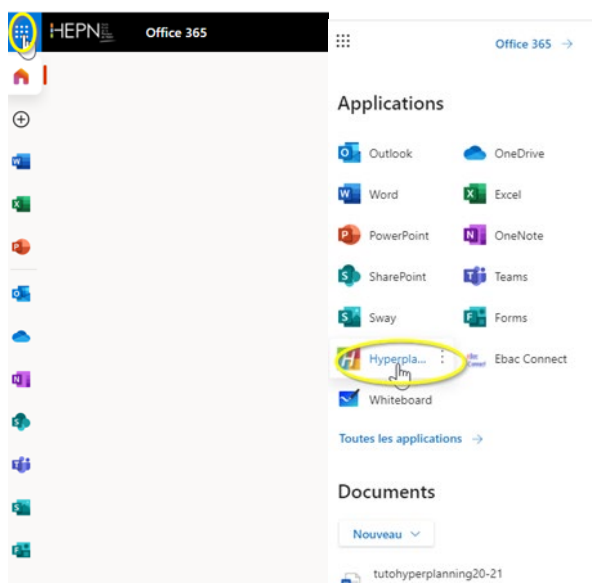 HEPNL
Office 365
Office 365 →
Applications
Outlook
OneDrive
Word
Excel
PowerPoint
OneNote
SharePoint
Teams
Sway
Forms
Hyperpla...
Ebac Connect
Whiteboard
Toutes les applications →
Documents
Nouveau
tutohyperplanning20-21